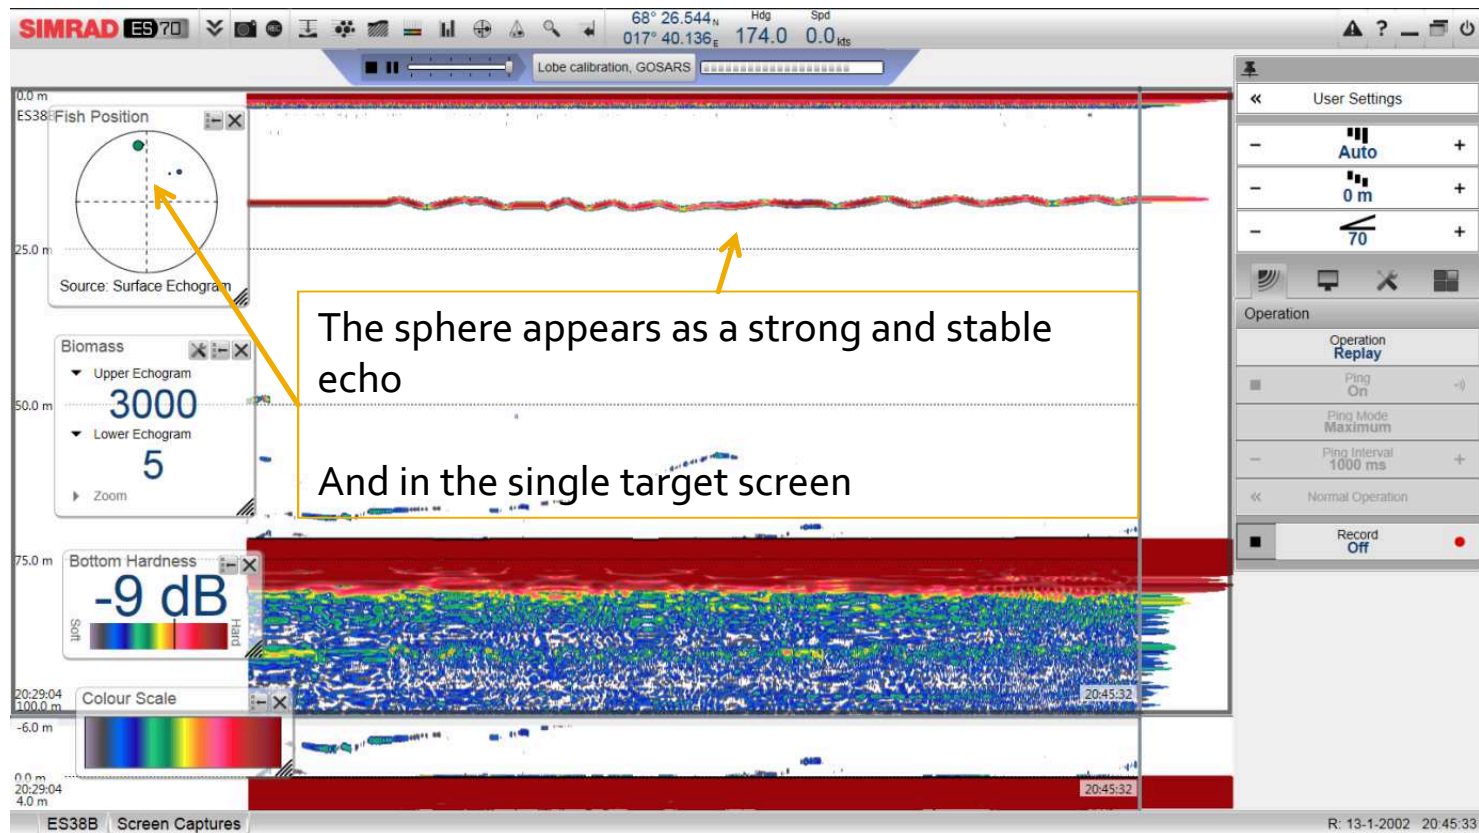 SIMRAD ES 70
68° 26.544 N Hdg Spd
017° 40.136 E 174.0 0.0 kts
?
Lobe calibration, GOSARS
0.0 m
ES38B
Fish Position
25.0 m
Source: Surface Echogram
The sphere appears as a strong and stable
echo
And in the single target screen
Biomass
Upper Echogram
3000
50.0 m
Lower Echogram
5
Zoom
75.0 m
Bottom Hardness
-9 dB
Soft
Hard
20:29:04
100.0 m
Colour Scale
20:45:32
-6.0 m
0.0 m
20:29:04
4.0 m
20:45:32
« User Settings
- Auto +
- 0 m +
- 70 +
Operation
Operation
Replay
Ping
On
Ping Mode
Maximum
- Ping Interval +
1000 ms
« Normal Operation
Record
Off
ES38B Screen Captures
R: 13-1-2002 20:45:33